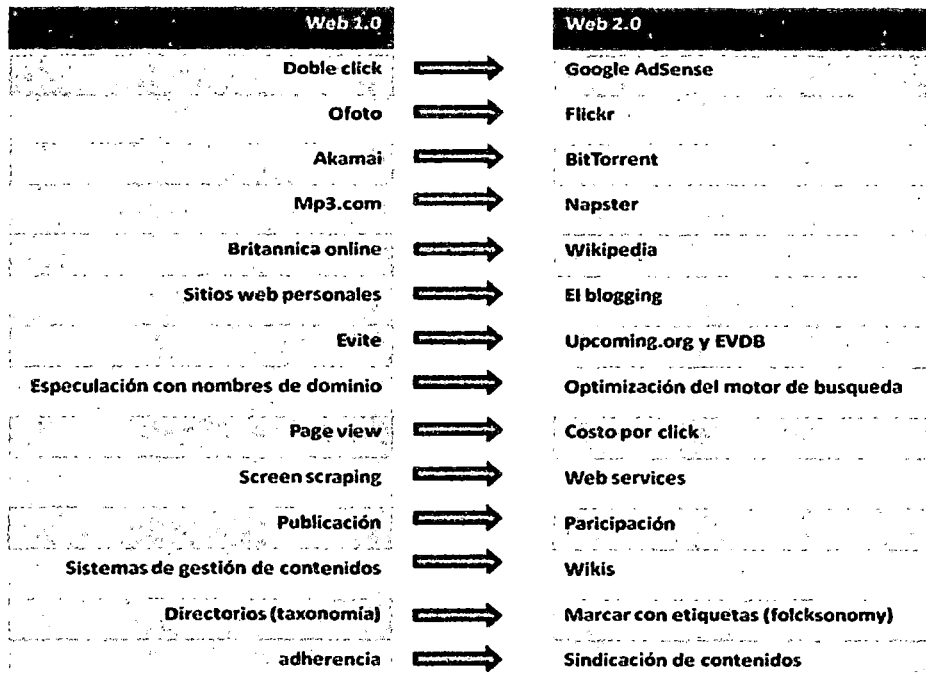 Web 1.0 Web 2.0
Doble click Google AdSense
Ofoto Flickr
Akamai BitTorrent
Mp3.com Napster
Britannica online Wikipedia
Sitios web personales El blogging
Evite Upcoming.org y EVDB
Especulación con nombres de dominio Optimización del motor de busqueda
Page view Costo por click
Screen scraping Web services
Publicación Paricipación
Sistemas de gestión de contenidos Wikis
Directorios (taxonomía) Marcar con etiquetas (folcksonomy)
adherencia Sindicación de contenidos